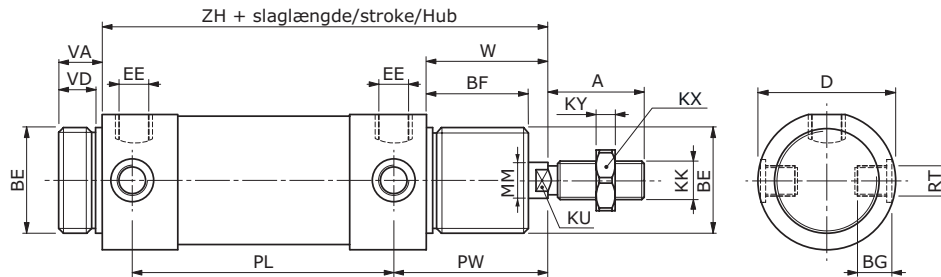 ZH + slaglængde/stroke/Hub
VA
W
VD
EE
EE
BF
A
D
KY
KX
BE
MM
KK
BE
RT
KU
BG
PL
PW